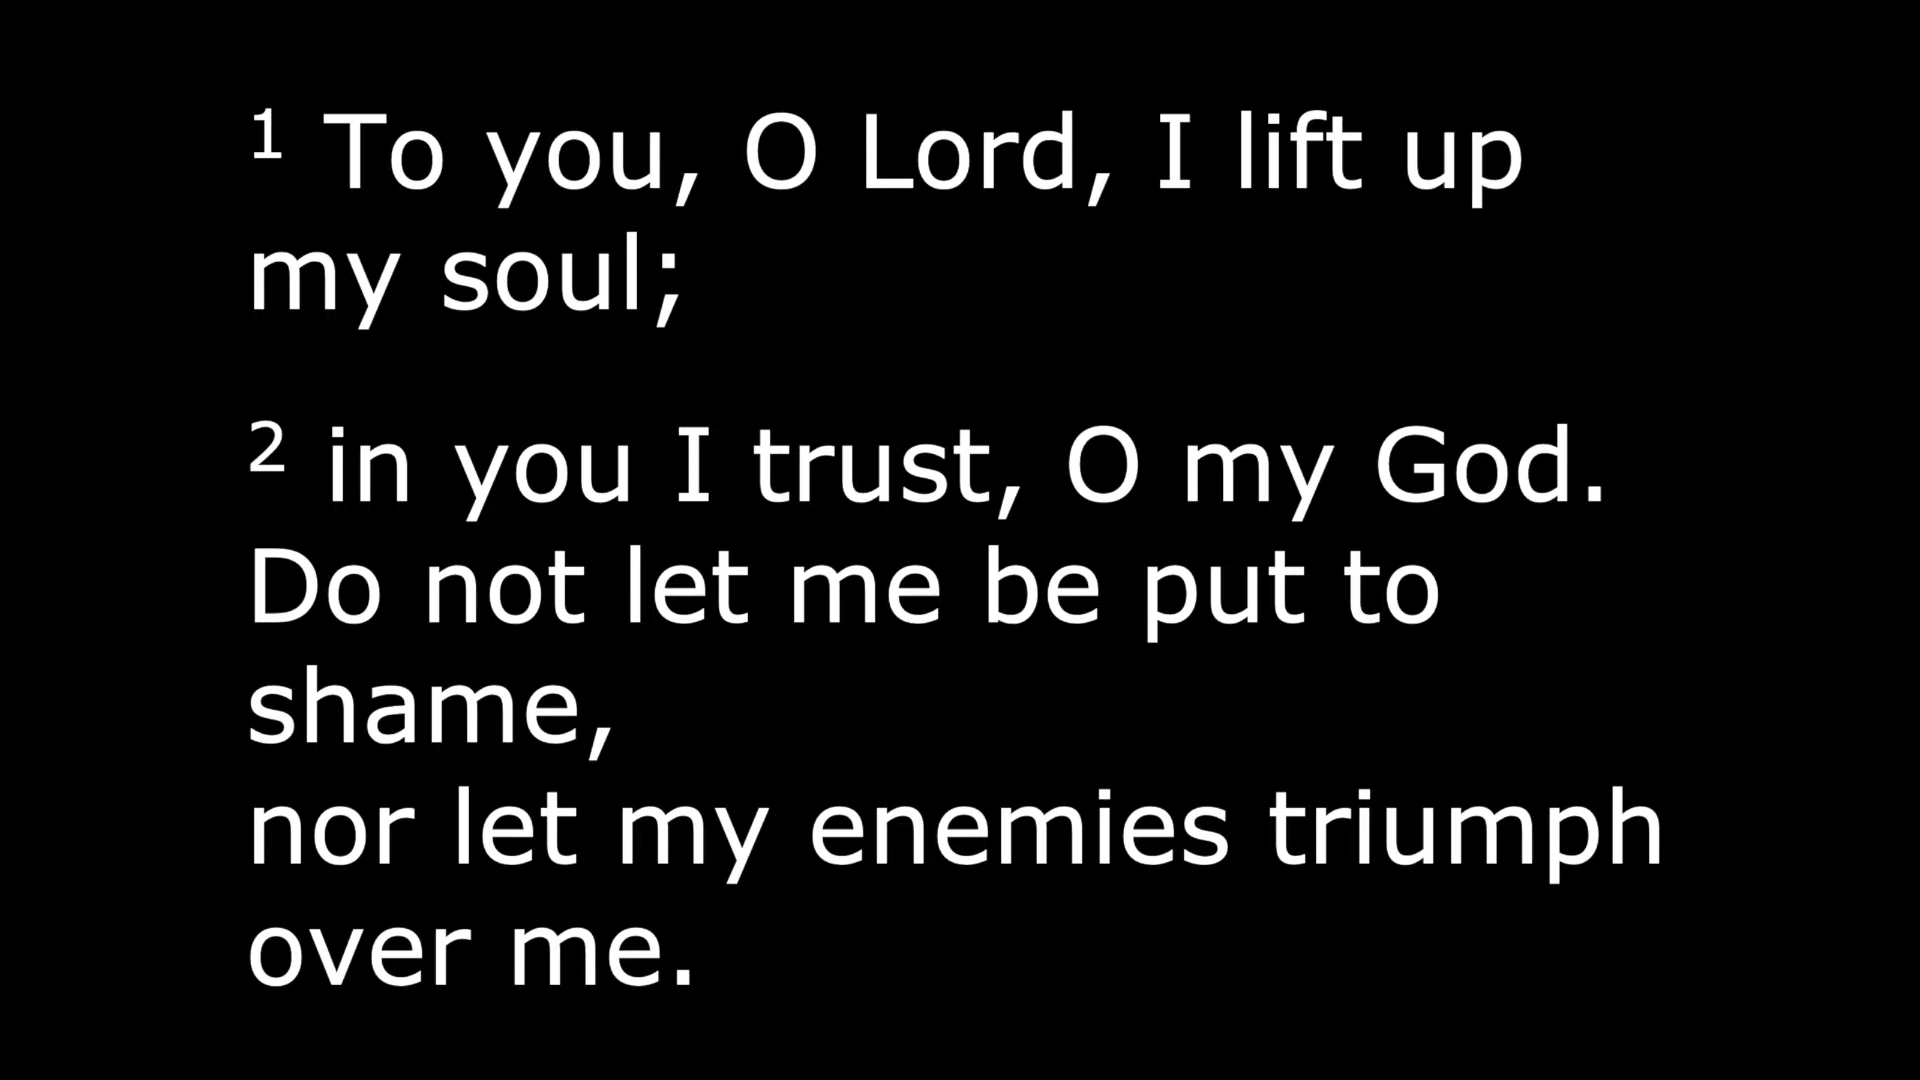 1 To you, O Lord, I lift up
my soul;
2 in you I trust, O my God.
Do not let me be put to
shame,
nor let my enemies triumph
over me.